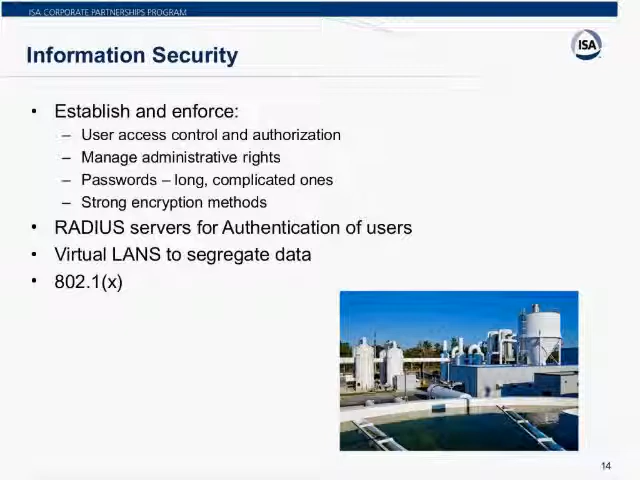 ISA CORPORATE PARTNERSHIPS PROGRAM
ISA
Information Security
• Establish and enforce:
– User access control and authorization
– Manage administrative rights
– Passwords – long, complicated ones
– Strong encryption methods
• RADIUS servers for Authentication of users
• Virtual LANS to segregate data
• 802.1(x)
14